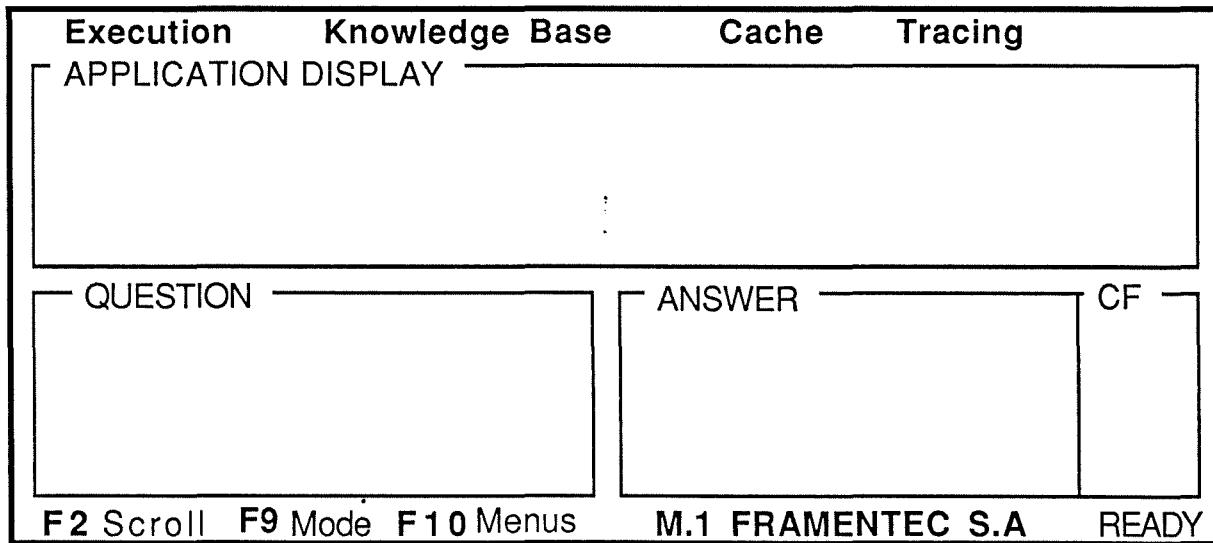 Execution Knowledge Base Cache Tracing
APPLICATION DISPLAY
QUESTION ANSWER CF
F2 Scroll F9 Mode F10 Menus M.1 FRAMENTEC S.A READY